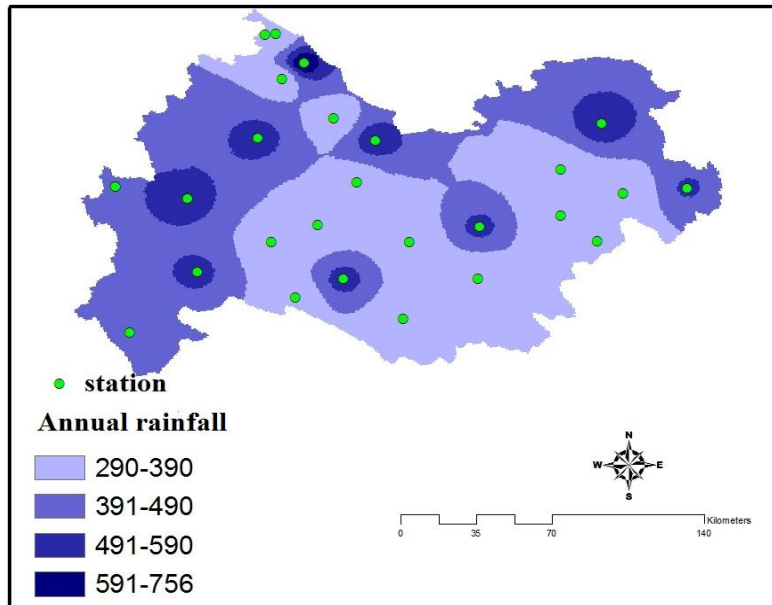 station
Annual rainfall
290-390
391-490
491-590
591-756
N
W E
S
Kilometers
0 35 70 140